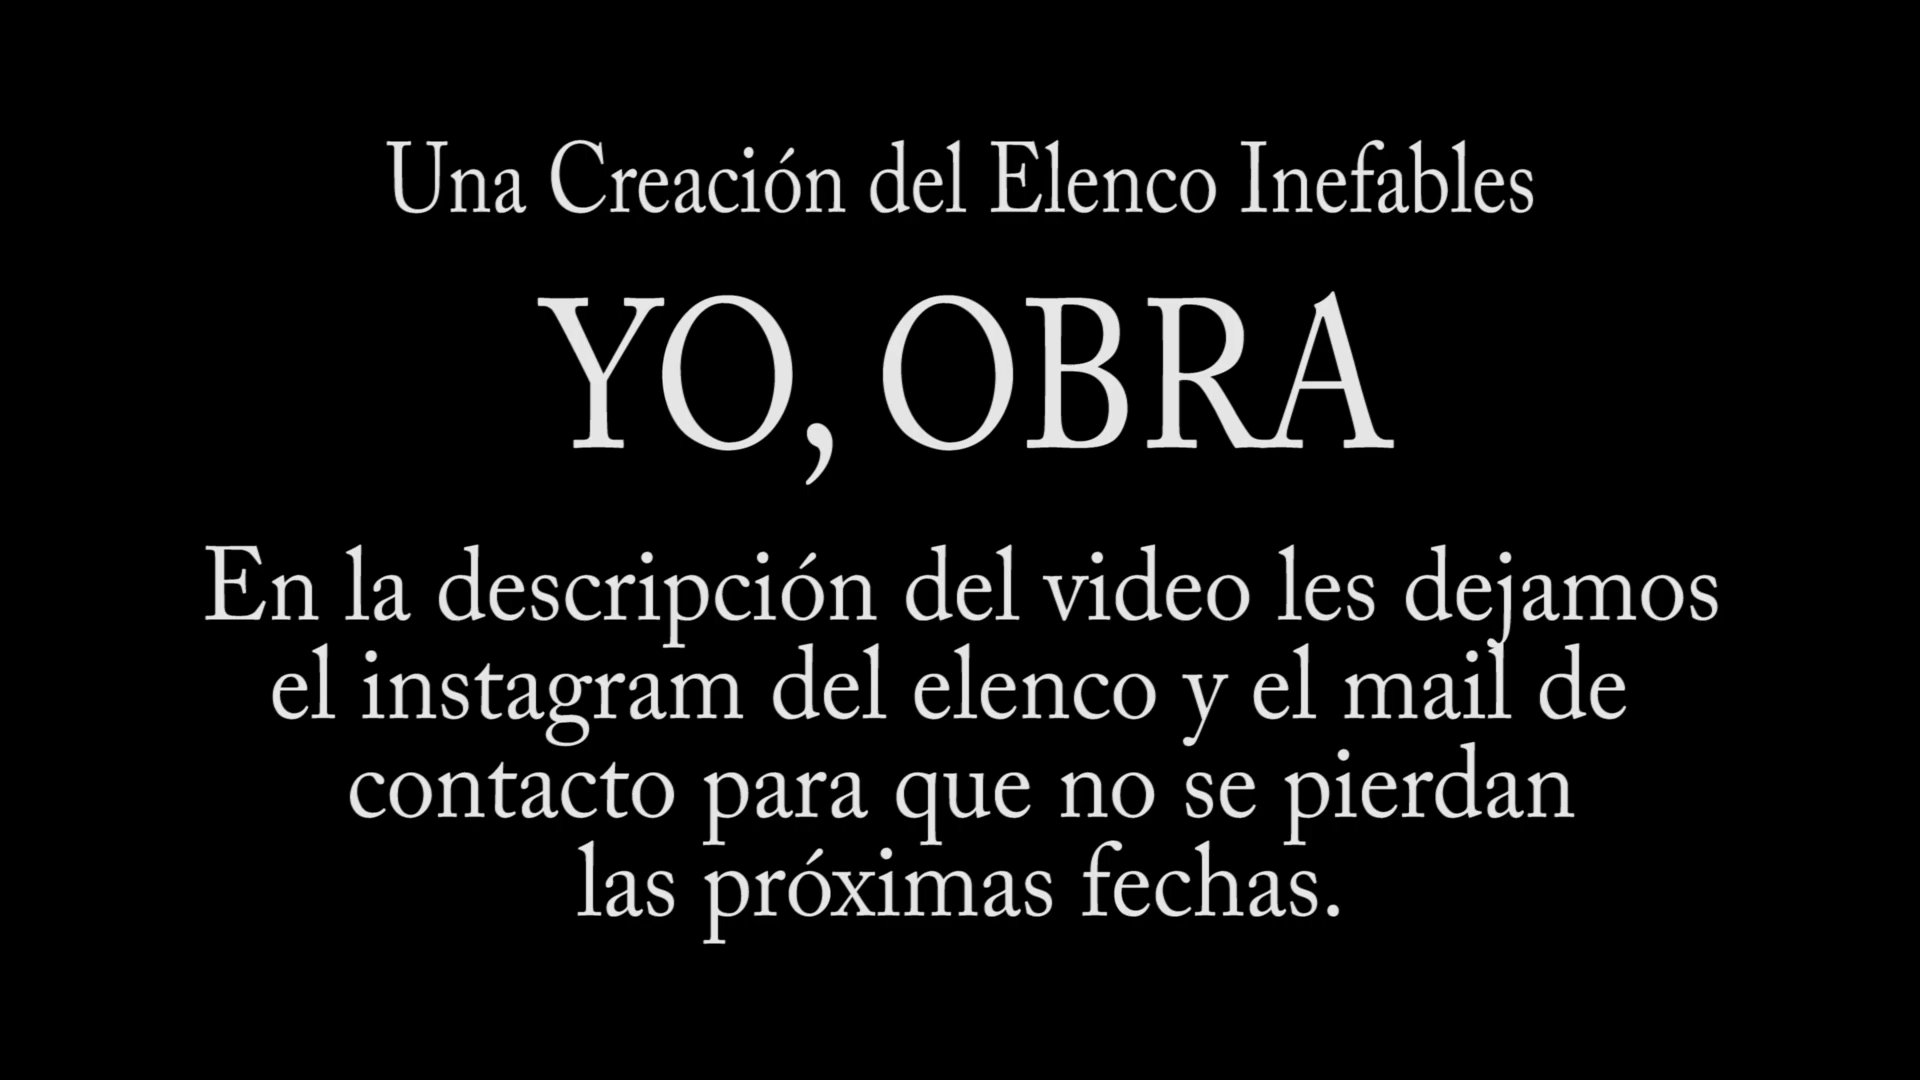 Una Creación del Elenco Inefables
YO, OBRA
En la descripción del video les dejamos
el instagram del elenco y el mail de
contacto para que no se pierdan
las próximas fechas.